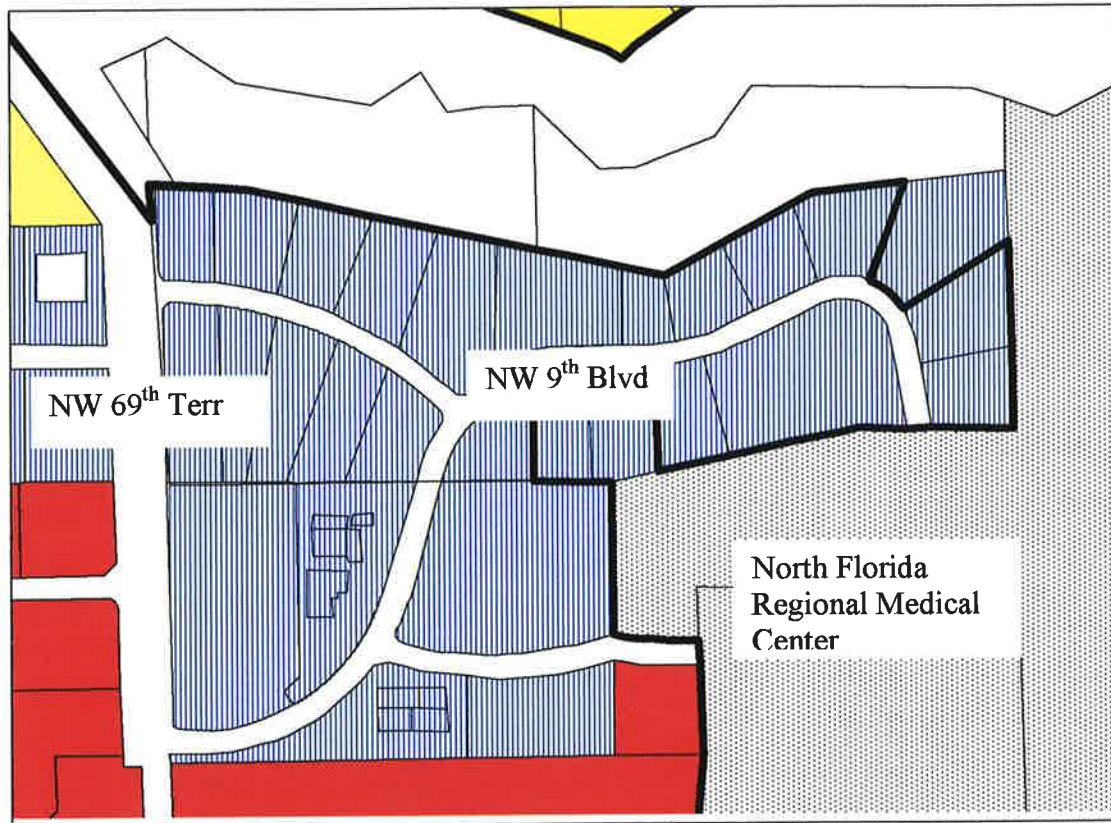 NW 9th Blvd
NW 69th Terr
North Florida
Regional Medical
Center